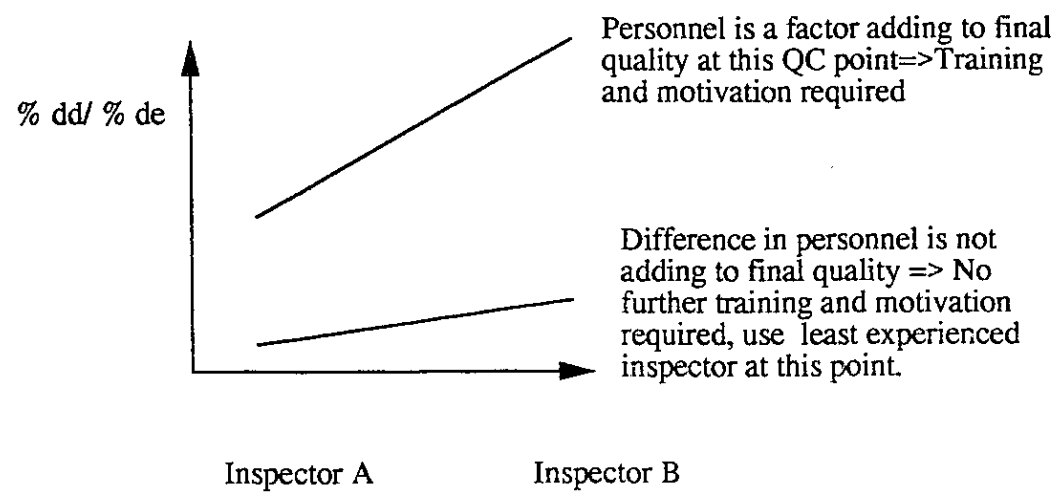 Personnel is a factor adding to final
quality at this QC point=>Training
and motivation required
% dd/ % de
Difference in personnel is not
adding to final quality => No
further training and motivation
required, use least experienced
inspector at this point.
Inspector A
Inspector B